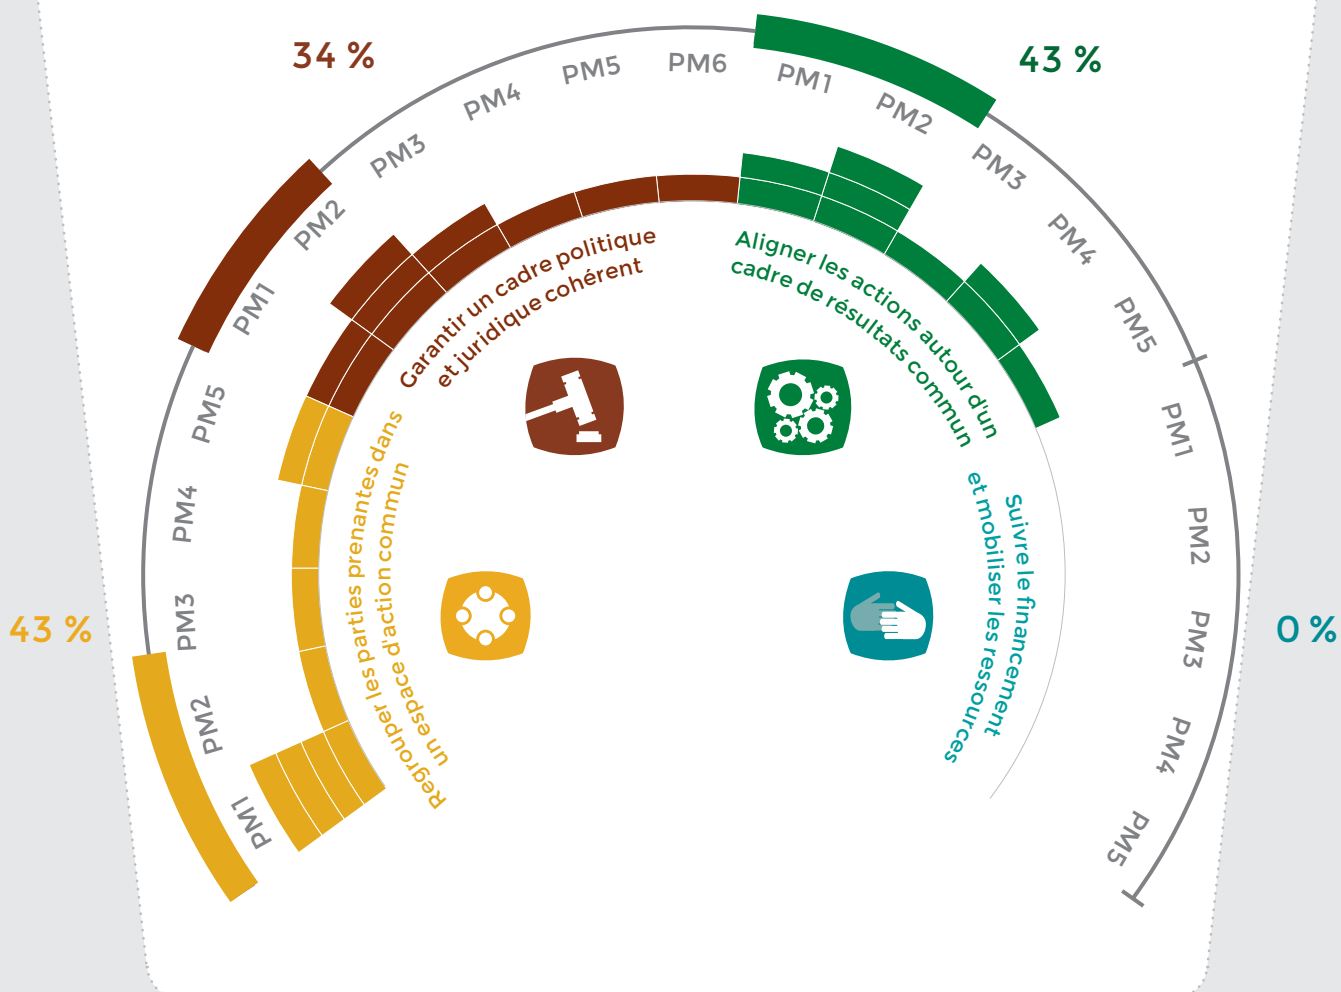 34 %
43 %
43 %
0 %
PM1
PM2
PM3
PM4
PM5
PM1
PM2
PM3
PM4
PM5
PM6
PM1
PM2
PM3
PM4
PM5
PM1
PM2
PM3
PM4
PM5
Regrouper les parties prenantes dans
un espace d'action commun
Garantir un cadre politique
et juridique cohérent
Aligner les actions autour d'un
cadre de résultats commun
Suivre le financement
et mobiliser les ressources